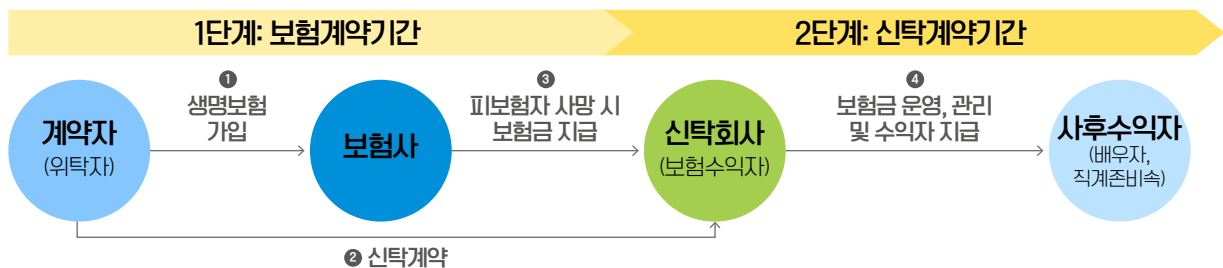 1단계: 보험계약기간
2단계: 신탁계약기간
계약자
(위탁자)
❶
생명보험
가입
보험사
❸
피보험자 사망 시
보험금 지급
신탁회사
(보험수익자)
❹
보험금 운영, 관리
및 수익자 지급
사후수익자
(배우자,
직계존비속)
❷ 신탁계약